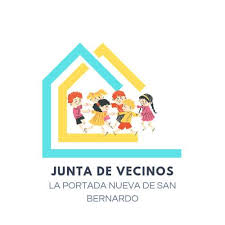 JUNTA DE VECINOS
LA PORTADA NUEVA DE SAN
BERNARDO